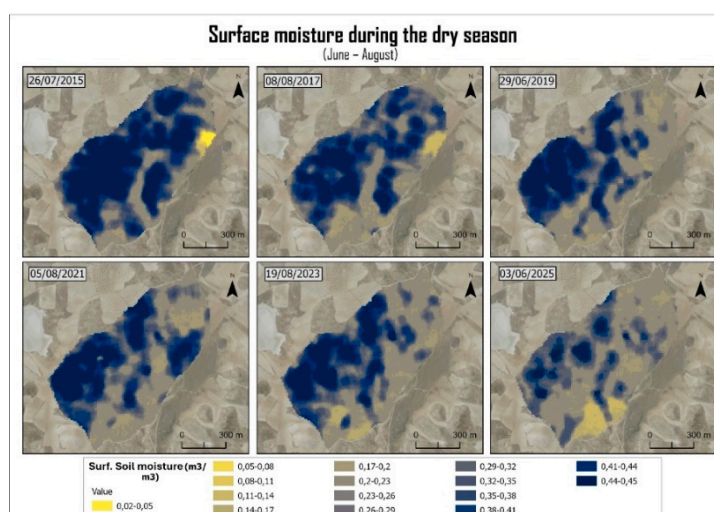 Surface moisture during the dry season
(June – August)
26/07/2015
08/08/2017
29/06/2019
N
N
N
0 300 m
0 300 m
0 300 m
05/08/2021
19/08/2023
03/06/2025
N
N
N
0 300 m
0 300 m
0 300 m
Surf. Soil moisture (m3/
m3)
Value
0,02-0,05
0,05-0,08
0,08-0,11
0,11-0,14
0,14-0,17
0,17-0,2
0,2-0,23
0,23-0,26
0,26-0,29
0,29-0,32
0,32-0,35
0,35-0,38
0,38-0,41
0,41-0,44
0,44-0,45